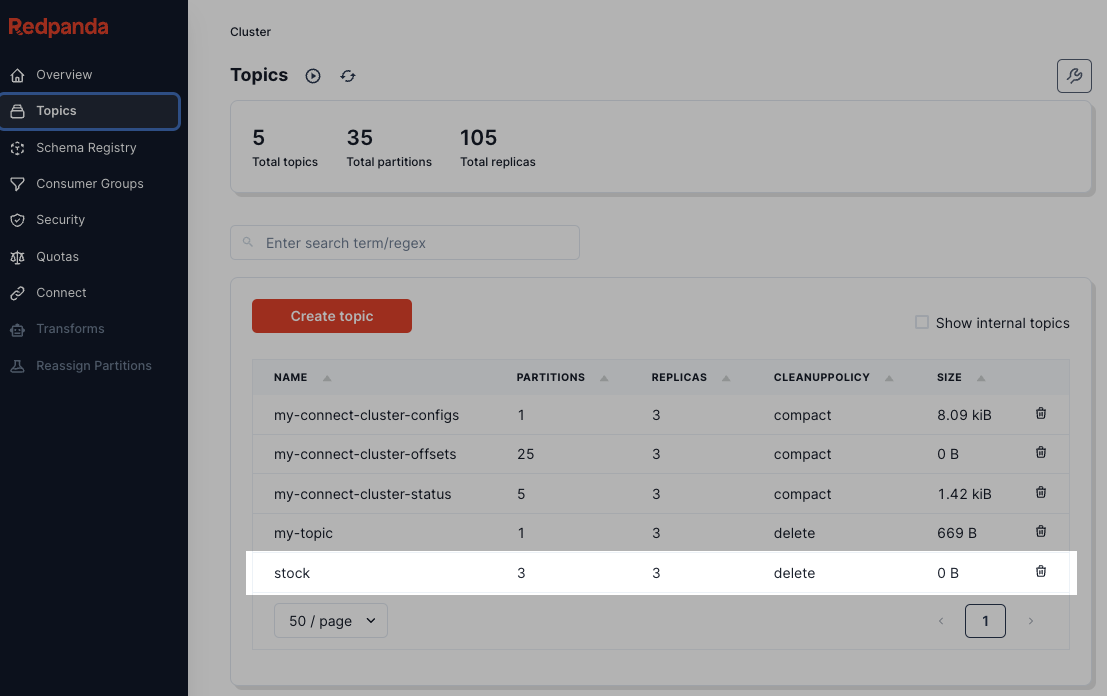 Redpanda
Overview
Topics
Schema Registry
Consumer Groups
Security
Quotas
Connect
Transforms
Reassign Partitions
Cluster
Topics
5 35 105
Total topics Total partitions Total replicas
Enter search term/regex
Create topic
Show internal topics
NAME PARTITIONS REPLICAS CLEANUPPOLICY SIZE
my-connect-cluster-configs 1 3 compact 8.09 kiB
my-connect-cluster-offsets 25 3 compact 0 B
my-connect-cluster-status 5 3 compact 1.42 kiB
my-topic 1 3 delete 669 B
stock 3 3 delete 0 B
50 / page 1